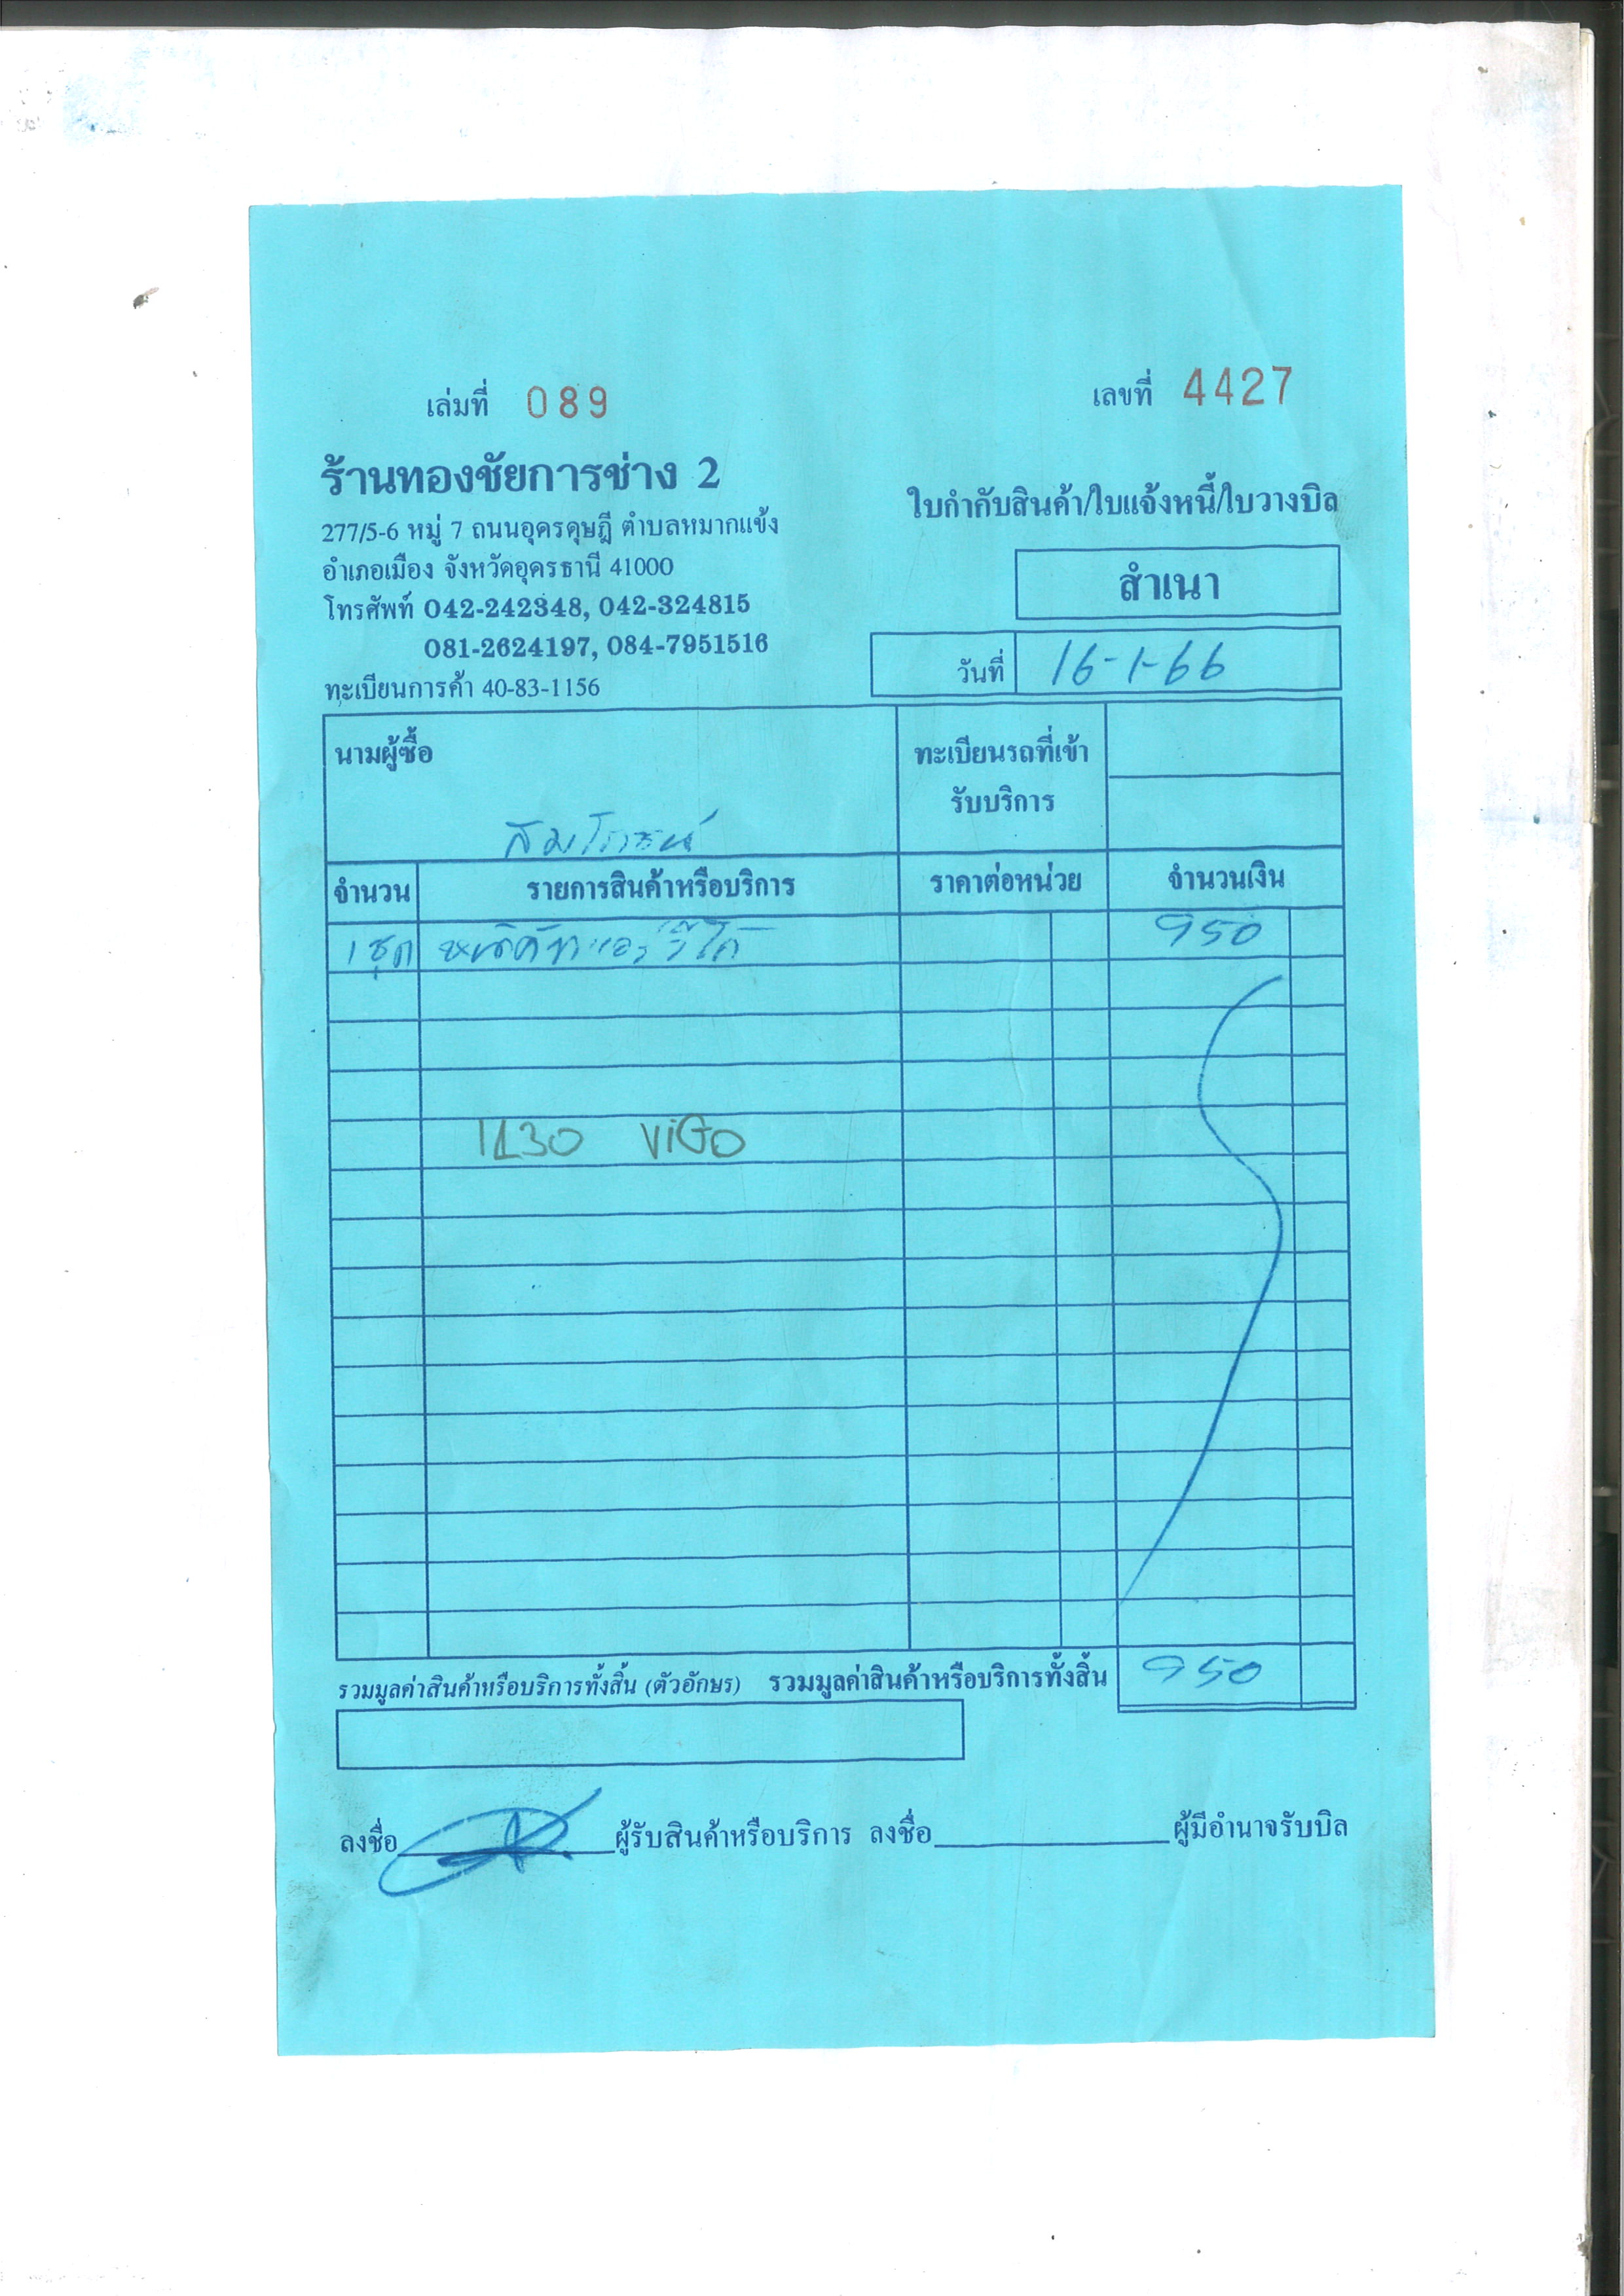 เล่มที่ 089 เลขที่ 4427
ร้านทองชัยการช่าง 2
ใบกำกับสินค้า/ใบแจ้งหนี้/ใบวางบิล
277/5-6 หมู่ 7 ถนนอุดรดุษฎี ตำบลหมากแข้ง
อำเภอเมือง จังหวัดอุดรธานี 41000
สำเนา
โทรศัพท์ 042-242348, 042-324815
081-2624197, 084-7951516
วันที่ 16-1-66
ทะเบียนการค้า 40-83-1156
นามผู้ซื้อ
ทะเบียนรถที่เข้า
รับบริการ
จำนวน รายการสินค้าหรือบริการ ราคาต่อหน่วย จำนวนเงิน
1 ชุด 950
1130 ViGO
รวมมูลค่าสินค้าหรือบริการทั้งสิ้น (ตัวอักษร) รวมมูลค่าสินค้าหรือบริการทั้งสิ้น 950
ลงชื่อ ผู้รับสินค้าหรือบริการ ลงชื่อ ผู้มีอำนาจรับบิล